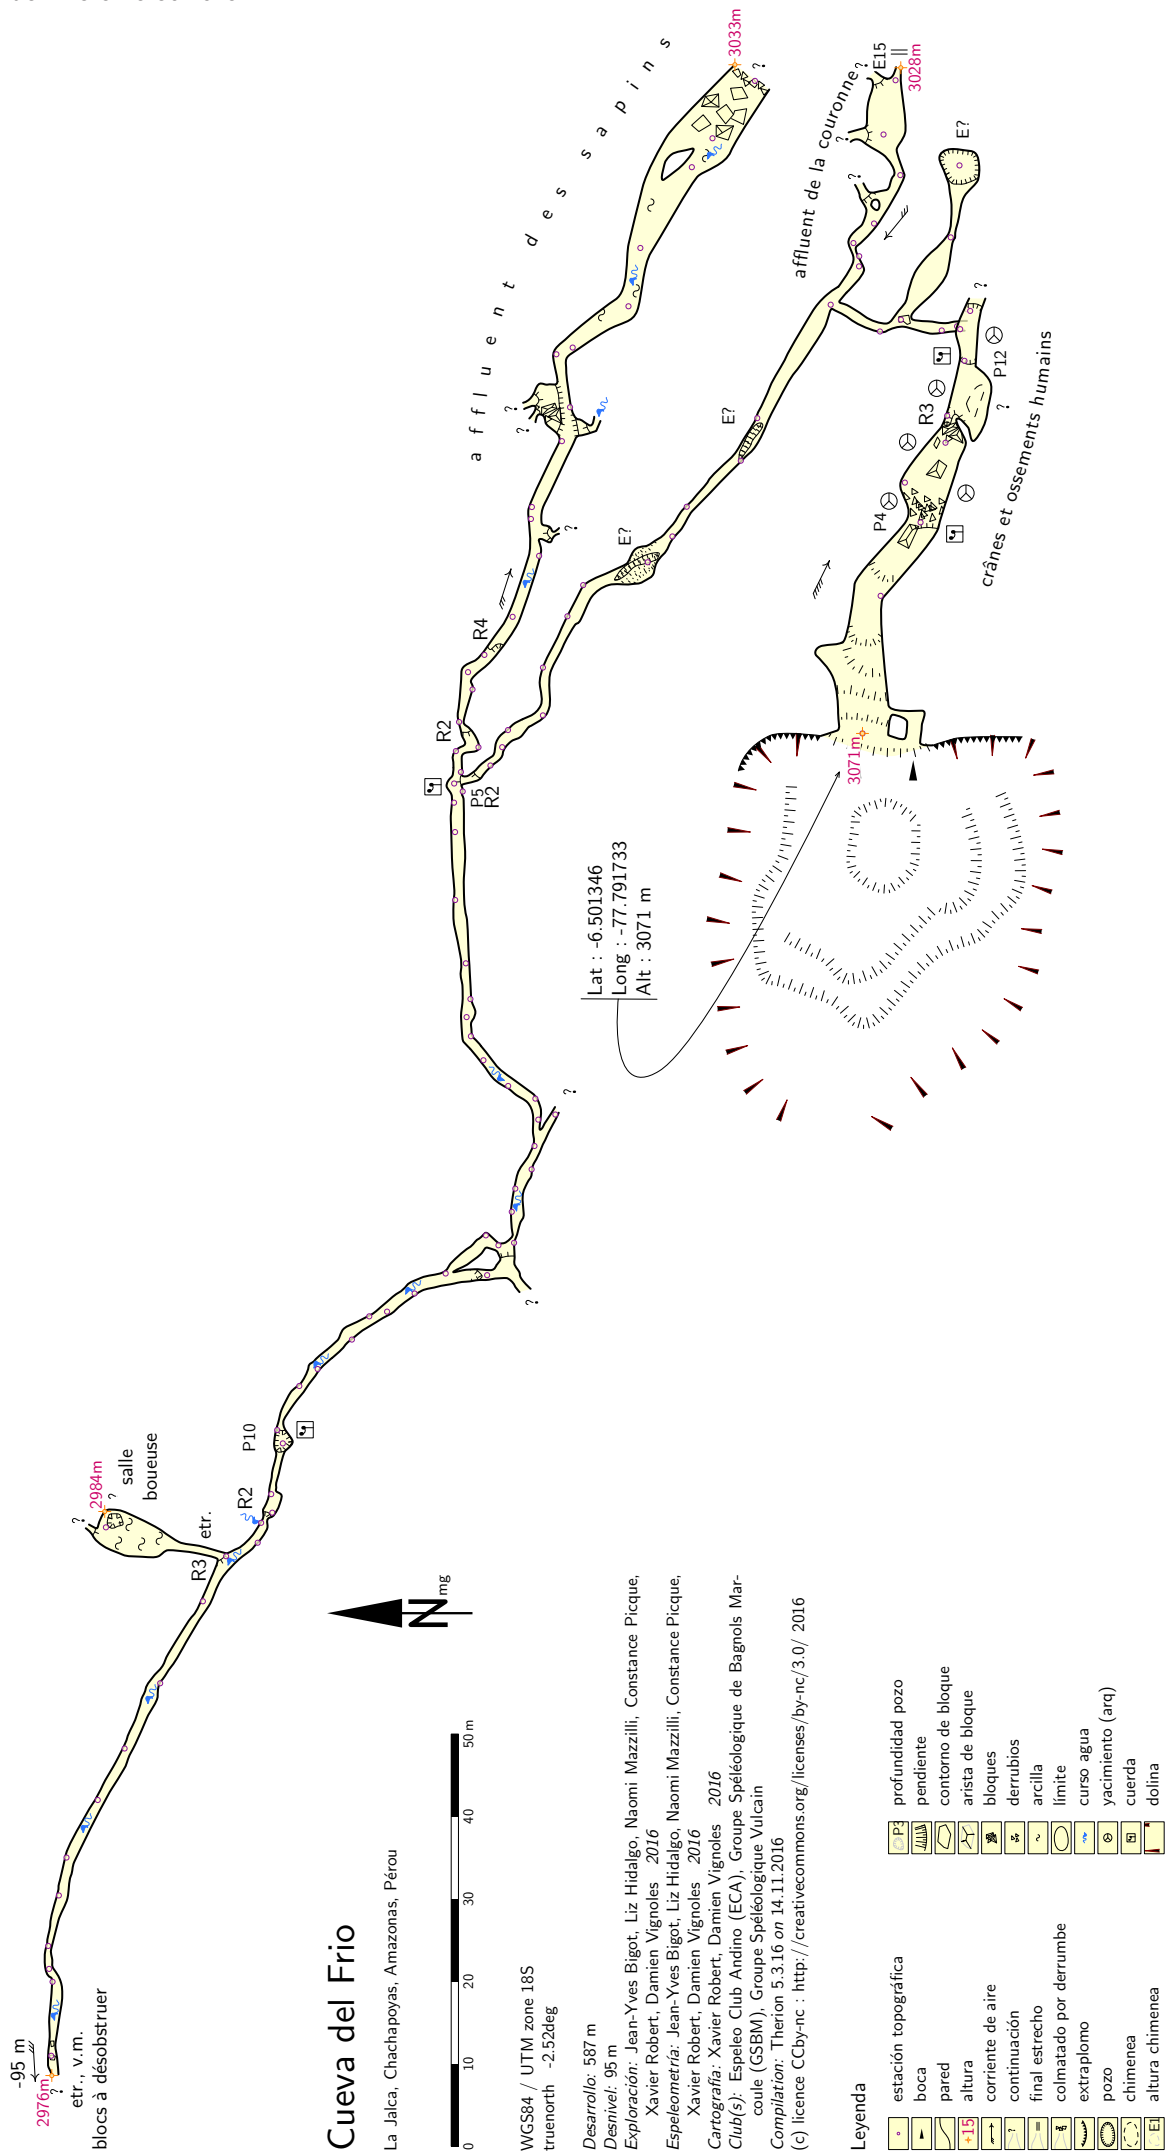 affluent des sapins
3033m
?
affluent de la couronne
?
E15
3028m
?
?
E?
?
P12
R3
?
P4
crânes et ossements humains
?
?
?
R4
R2
P5
R2
E?
E?
3071m
Lat : -6.501346
Long : -77.791733
Alt : 3071 m
?
?
P10
R2
R3
etr.
salle
boueuse
2984m
?
?
-95 m
2976m
?
etr., v.m.
blocs à désobstruer
Cueva del Frio
La Jalca, Chachapoyas, Amazonas, Pérou
N mg
0 10 20 30 40 50 m
WGS84 / UTM zone 18S
truenorth -2.52deg
Desarrollo: 587 m
Desnivel: 95 m
Exploración: Jean-Yves Bigot, Liz Hidalgo, Naomi Mazzilli, Constance Picque,
Xavier Robert, Damien Vignoles 2016
Espeleometría: Jean-Yves Bigot, Liz Hidalgo, Naomi Mazzilli, Constance Picque,
Xavier Robert, Damien Vignoles 2016
Cartografía: Xavier Robert, Damien Vignoles 2016
Club(s): Espeleo Club Andino (ECA), Groupe Spéléologique de Bagnols Mar-
coule (GSBM), Groupe Spéléologique Vulcain
Compilation: Therion 5.3.16 on 14.11.2016
(c) licence CCby-nc : http://creativecommons.org/licenses/by-nc/3.0/ 2016
Leyenda
estación topográfica
boca
pared
+15 altura
corriente de aire
? continuación
final estrecho
colmatado por derrumbe
extraplomo
pozo
chimenea
E1 altura chimenea
P3 profundidad pozo
pendiente
contorno de bloque
arista de bloque
bloques
derrubios
arcilla
límite
curso agua
yacimiento (arq)
cuerda
dolina